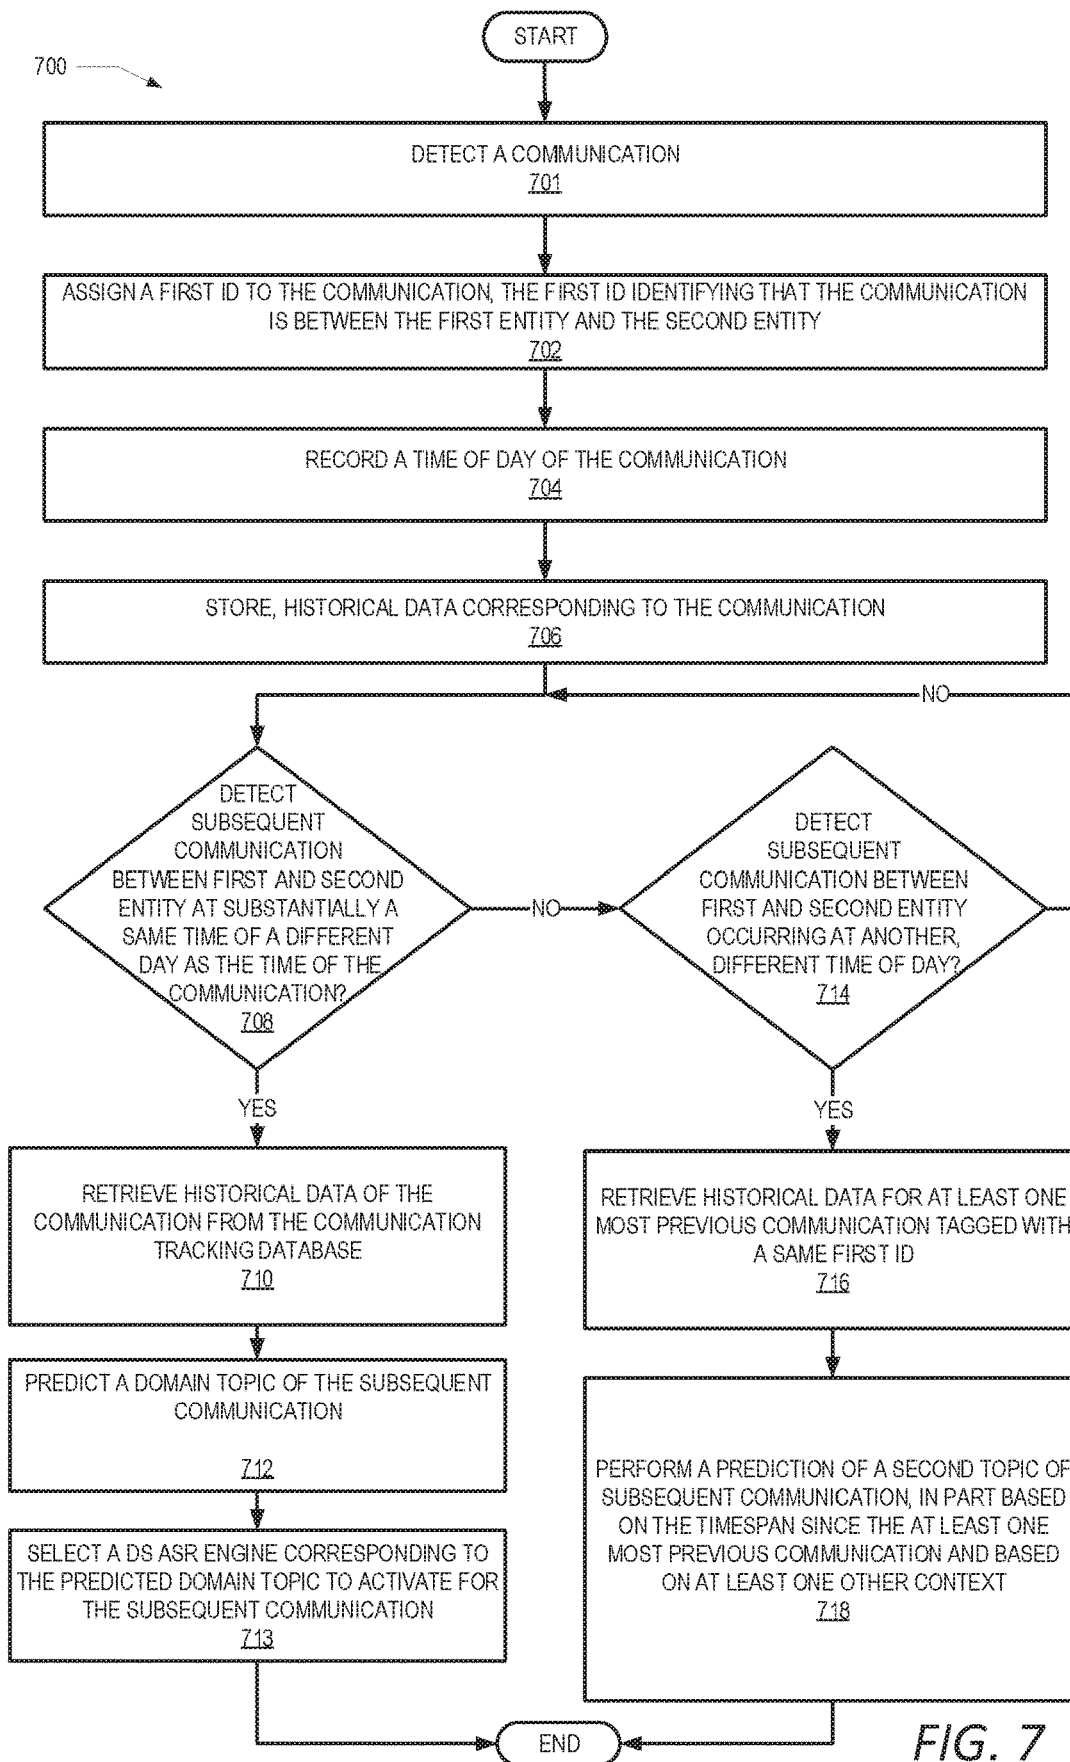 START
700
DETECT A COMMUNICATION
701
ASSIGN A FIRST ID TO THE COMMUNICATION, THE FIRST ID IDENTIFYING THAT THE COMMUNICATION
IS BETWEEN THE FIRST ENTITY AND THE SECOND ENTITY
702
RECORD A TIME OF DAY OF THE COMMUNICATION
704
STORE, HISTORICAL DATA CORRESPONDING TO THE COMMUNICATION
706
NO
DETECT
SUBSEQUENT
COMMUNICATION
BETWEEN FIRST AND SECOND
ENTITY AT SUBSTANTIALLY A
SAME TIME OF A DIFFERENT
DAY AS THE TIME OF THE
COMMUNICATION?
708
NO
DETECT
SUBSEQUENT
COMMUNICATION BETWEEN
FIRST AND SECOND ENTITY
OCCURRING AT ANOTHER,
DIFFERENT TIME OF DAY?
714
YES
YES
RETRIEVE HISTORICAL DATA OF THE
COMMUNICATION FROM THE COMMUNICATION
TRACKING DATABASE
710
RETRIEVE HISTORICAL DATA FOR AT LEAST ONE
MOST PREVIOUS COMMUNICATION TAGGED WITH
A SAME FIRST ID
716
PREDICT A DOMAIN TOPIC OF THE SUBSEQUENT
COMMUNICATION
712
PERFORM A PREDICTION OF A SECOND TOPIC OF
SUBSEQUENT COMMUNICATION, IN PART BASED
ON THE TIMESPAN SINCE THE AT LEAST ONE
MOST PREVIOUS COMMUNICATION AND BASED
ON AT LEAST ONE OTHER CONTEXT
718
SELECT A DS ASR ENGINE CORRESPONDING TO
THE PREDICTED DOMAIN TOPIC TO ACTIVATE FOR
THE SUBSEQUENT COMMUNICATION
713
END
FIG. 7